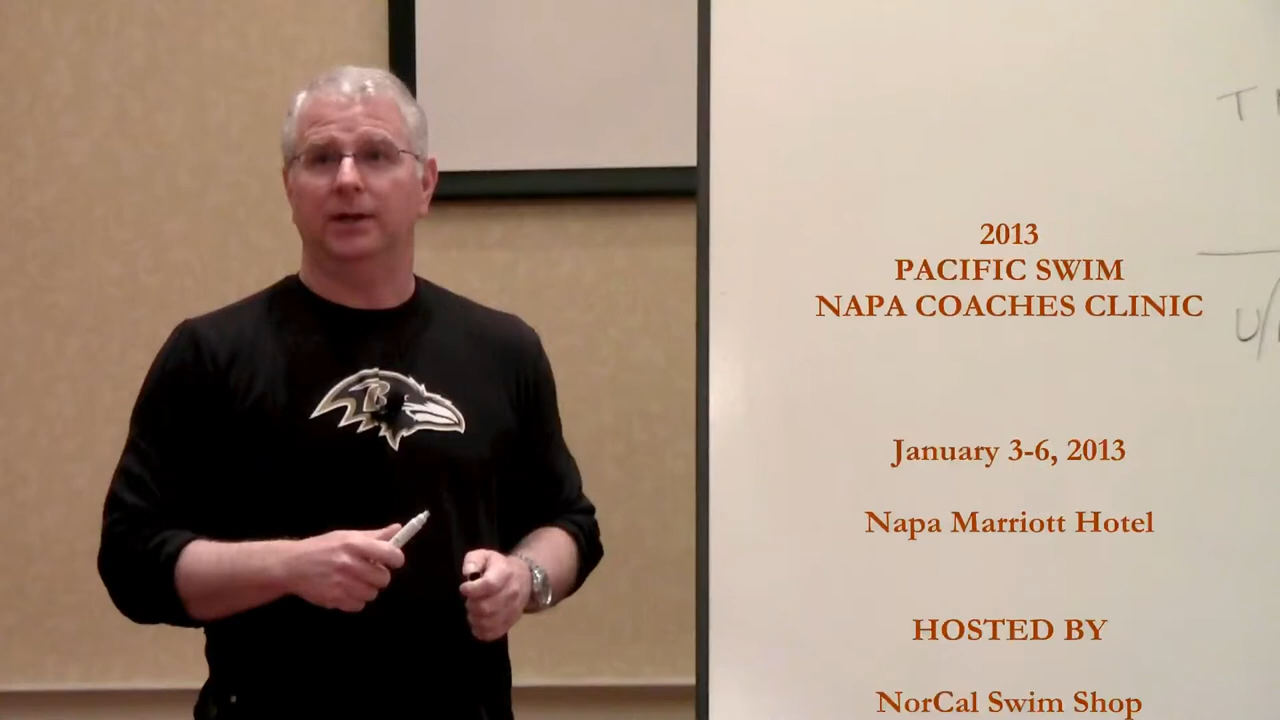 2013
PACIFIC SWIM
NAPA COACHES CLINIC
January 3-6, 2013
Napa Marriott Hotel
HOSTED BY
NorCal Swim Shop
B
T
U/